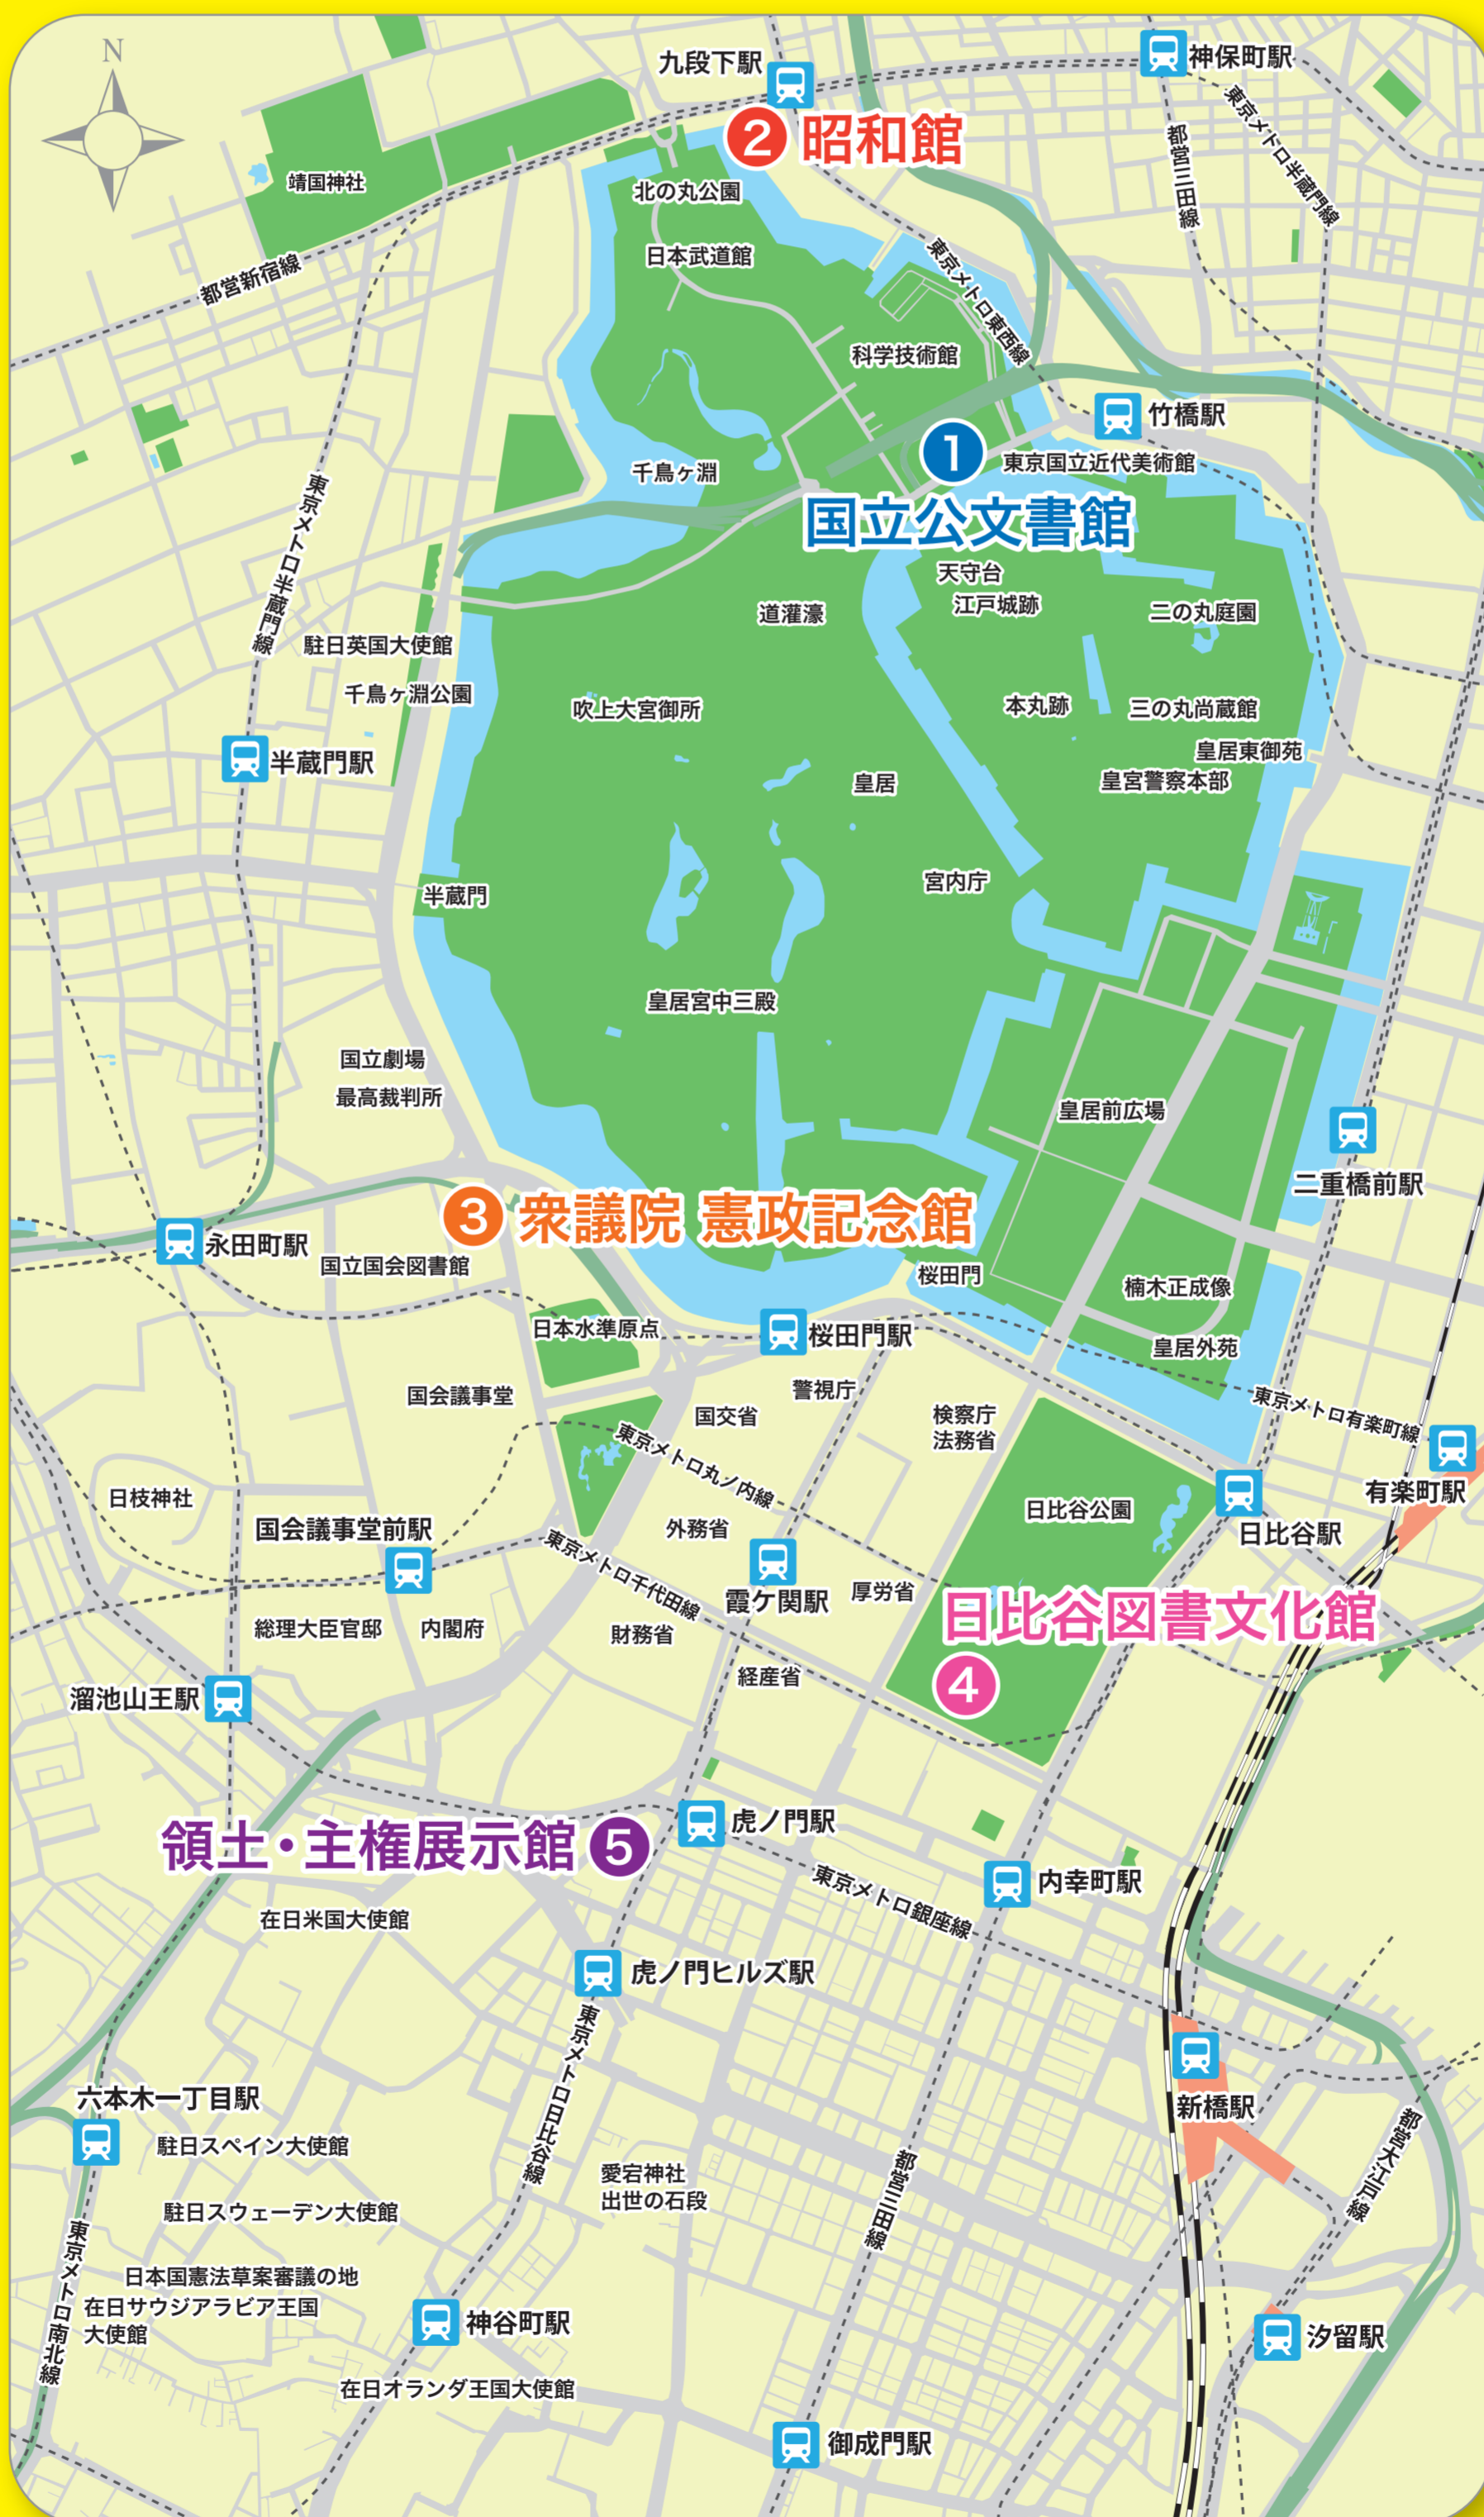 N
九段下駅
神保町駅
② 昭和館
東京メトロ半蔵門線
都営三田線
靖国神社
北の丸公園
日本武道館
都営新宿線
東京メトロ東西線
科学技術館
竹橋駅
①
東京国立近代美術館
千鳥ヶ淵
国立公文書館
東京メトロ半蔵門線
天守台
江戸城跡
道灌濠
二の丸庭園
駐日英国大使館
千鳥ヶ淵公園
吹上大宮御所
本丸跡
三の丸尚蔵館
皇居東御苑
半蔵門駅
皇居
皇宮警察本部
半蔵門
宮内庁
皇居宮中三殿
国立劇場
最高裁判所
皇居前広場
二重橋前駅
③ 衆議院 憲政記念館
永田町駅
国立国会図書館
桜田門
楠木正成像
日本水準原点
桜田門駅
皇居外苑
国会議事堂
警視庁
国交省
検察庁
法務省
東京メトロ有楽町線
東京メトロ丸ノ内線
有楽町駅
日枝神社
日比谷公園
国会議事堂前駅
外務省
日比谷駅
東京メトロ千代田線
霞ケ関駅
厚労省
日比谷図書文化館
総理大臣官邸
内閣府
財務省
経産省
④
溜池山王駅
領土・主権展示館 ⑤
虎ノ門駅
内幸町駅
東京メトロ銀座線
在日米国大使館
虎ノ門ヒルズ駅
東京メトロ日比谷線
六本木一丁目駅
新橋駅
駐日スペイン大使館
都営大江戸線
愛宕神社
出世の石段
都営三田線
駐日スウェーデン大使館
東京メトロ南北線
日本国憲法草案審議の地
在日サウジアラビア王国
大使館
神谷町駅
汐留駅
在日オランダ王国大使館
御成門駅